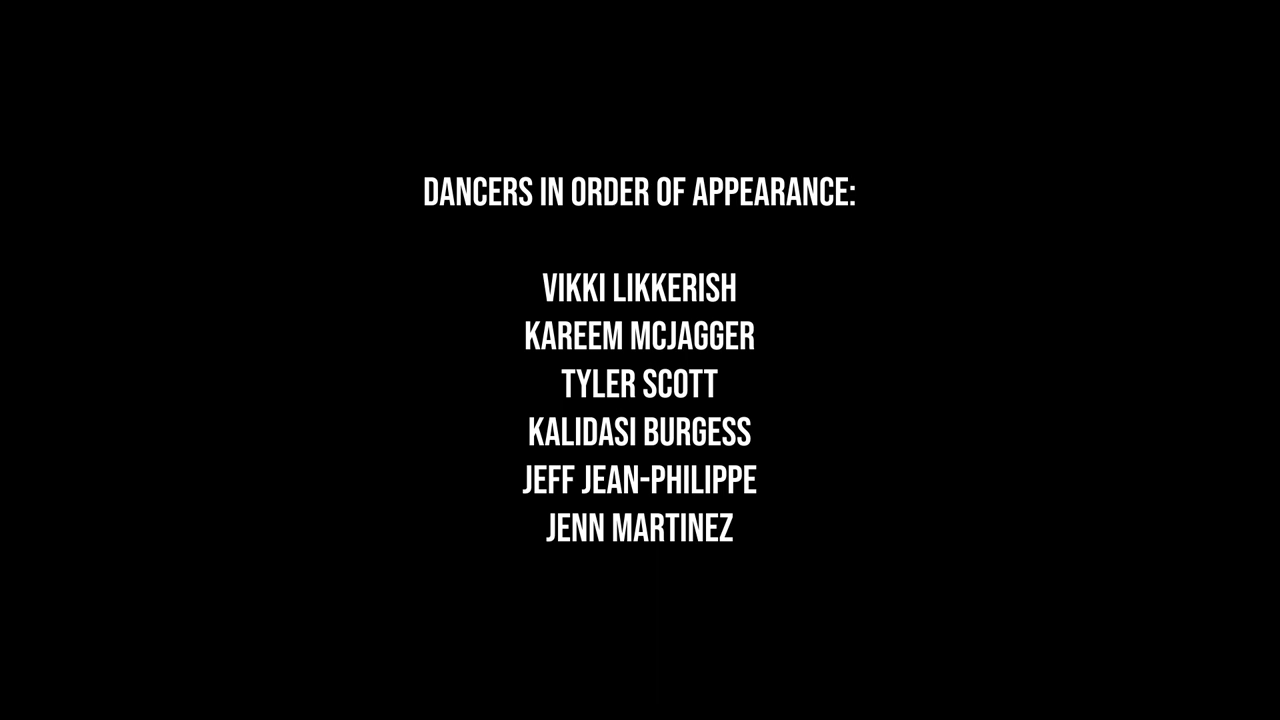 DANCERS IN ORDER OF APPEARANCE:
VIKKI LIKKERISH
KAREEM MCJAGGER
TYLER SCOTT
KALIDASI BURGESS
JEFF JEAN-PHILIPPE
JENN MARTINEZ